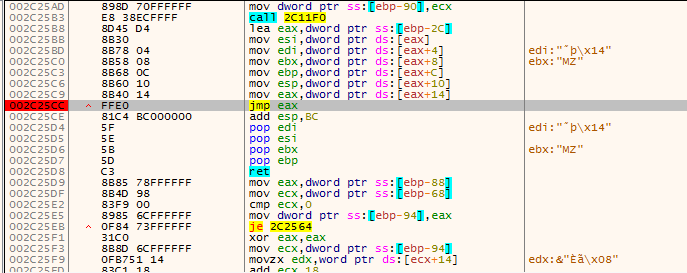 002C25AD 898D 70FFFFFF mov dword ptr ss:[ebp-90],ecx
002C25B3 E8 38ECFFFF call 2C11F0
002C25B8 8D45 D4 lea eax,dword ptr ss:[ebp-2C]
002C25BB 8B30 mov esi,dword ptr ds:[eax]
002C25BD 8B78 04 mov edi,dword ptr ds:[eax+4] edi:"˝þ\x14"
002C25C0 8B58 08 mov ebx,dword ptr ds:[eax+8] ebx:"MZ"
002C25C3 8B68 0C mov ebp,dword ptr ds:[eax+C]
002C25C6 8B60 10 mov esp,dword ptr ds:[eax+10]
002C25C9 8B40 14 mov eax,dword ptr ds:[eax+14]
002C25CC FFE0 jmp eax
002C25CE 81C4 BC000000 add esp,BC
002C25D4 5F pop edi edi:"˝þ\x14"
002C25D5 5E pop esi
002C25D6 5B pop ebx ebx:"MZ"
002C25D7 5D pop ebp
002C25D8 C3 ret
002C25D9 8B85 78FFFFFF mov eax,dword ptr ss:[ebp-88]
002C25DF 8B4D 98 mov ecx,dword ptr ss:[ebp-68]
002C25E2 83F9 00 cmp ecx,0
002C25E5 8985 6CFFFFFF mov dword ptr ss:[ebp-94],eax
002C25EB 0F84 73FFFFFF je 2C2564
002C25F1 31C0 xor eax,eax
002C25F3 8B8D 6CFFFFFF mov ecx,dword ptr ss:[ebp-94]
002C25F9 0FB751 14 movzx edx,word ptr ds:[ecx+14] edx:&"Èã\x08"
002C25FD 83C1 18 add ecx,18